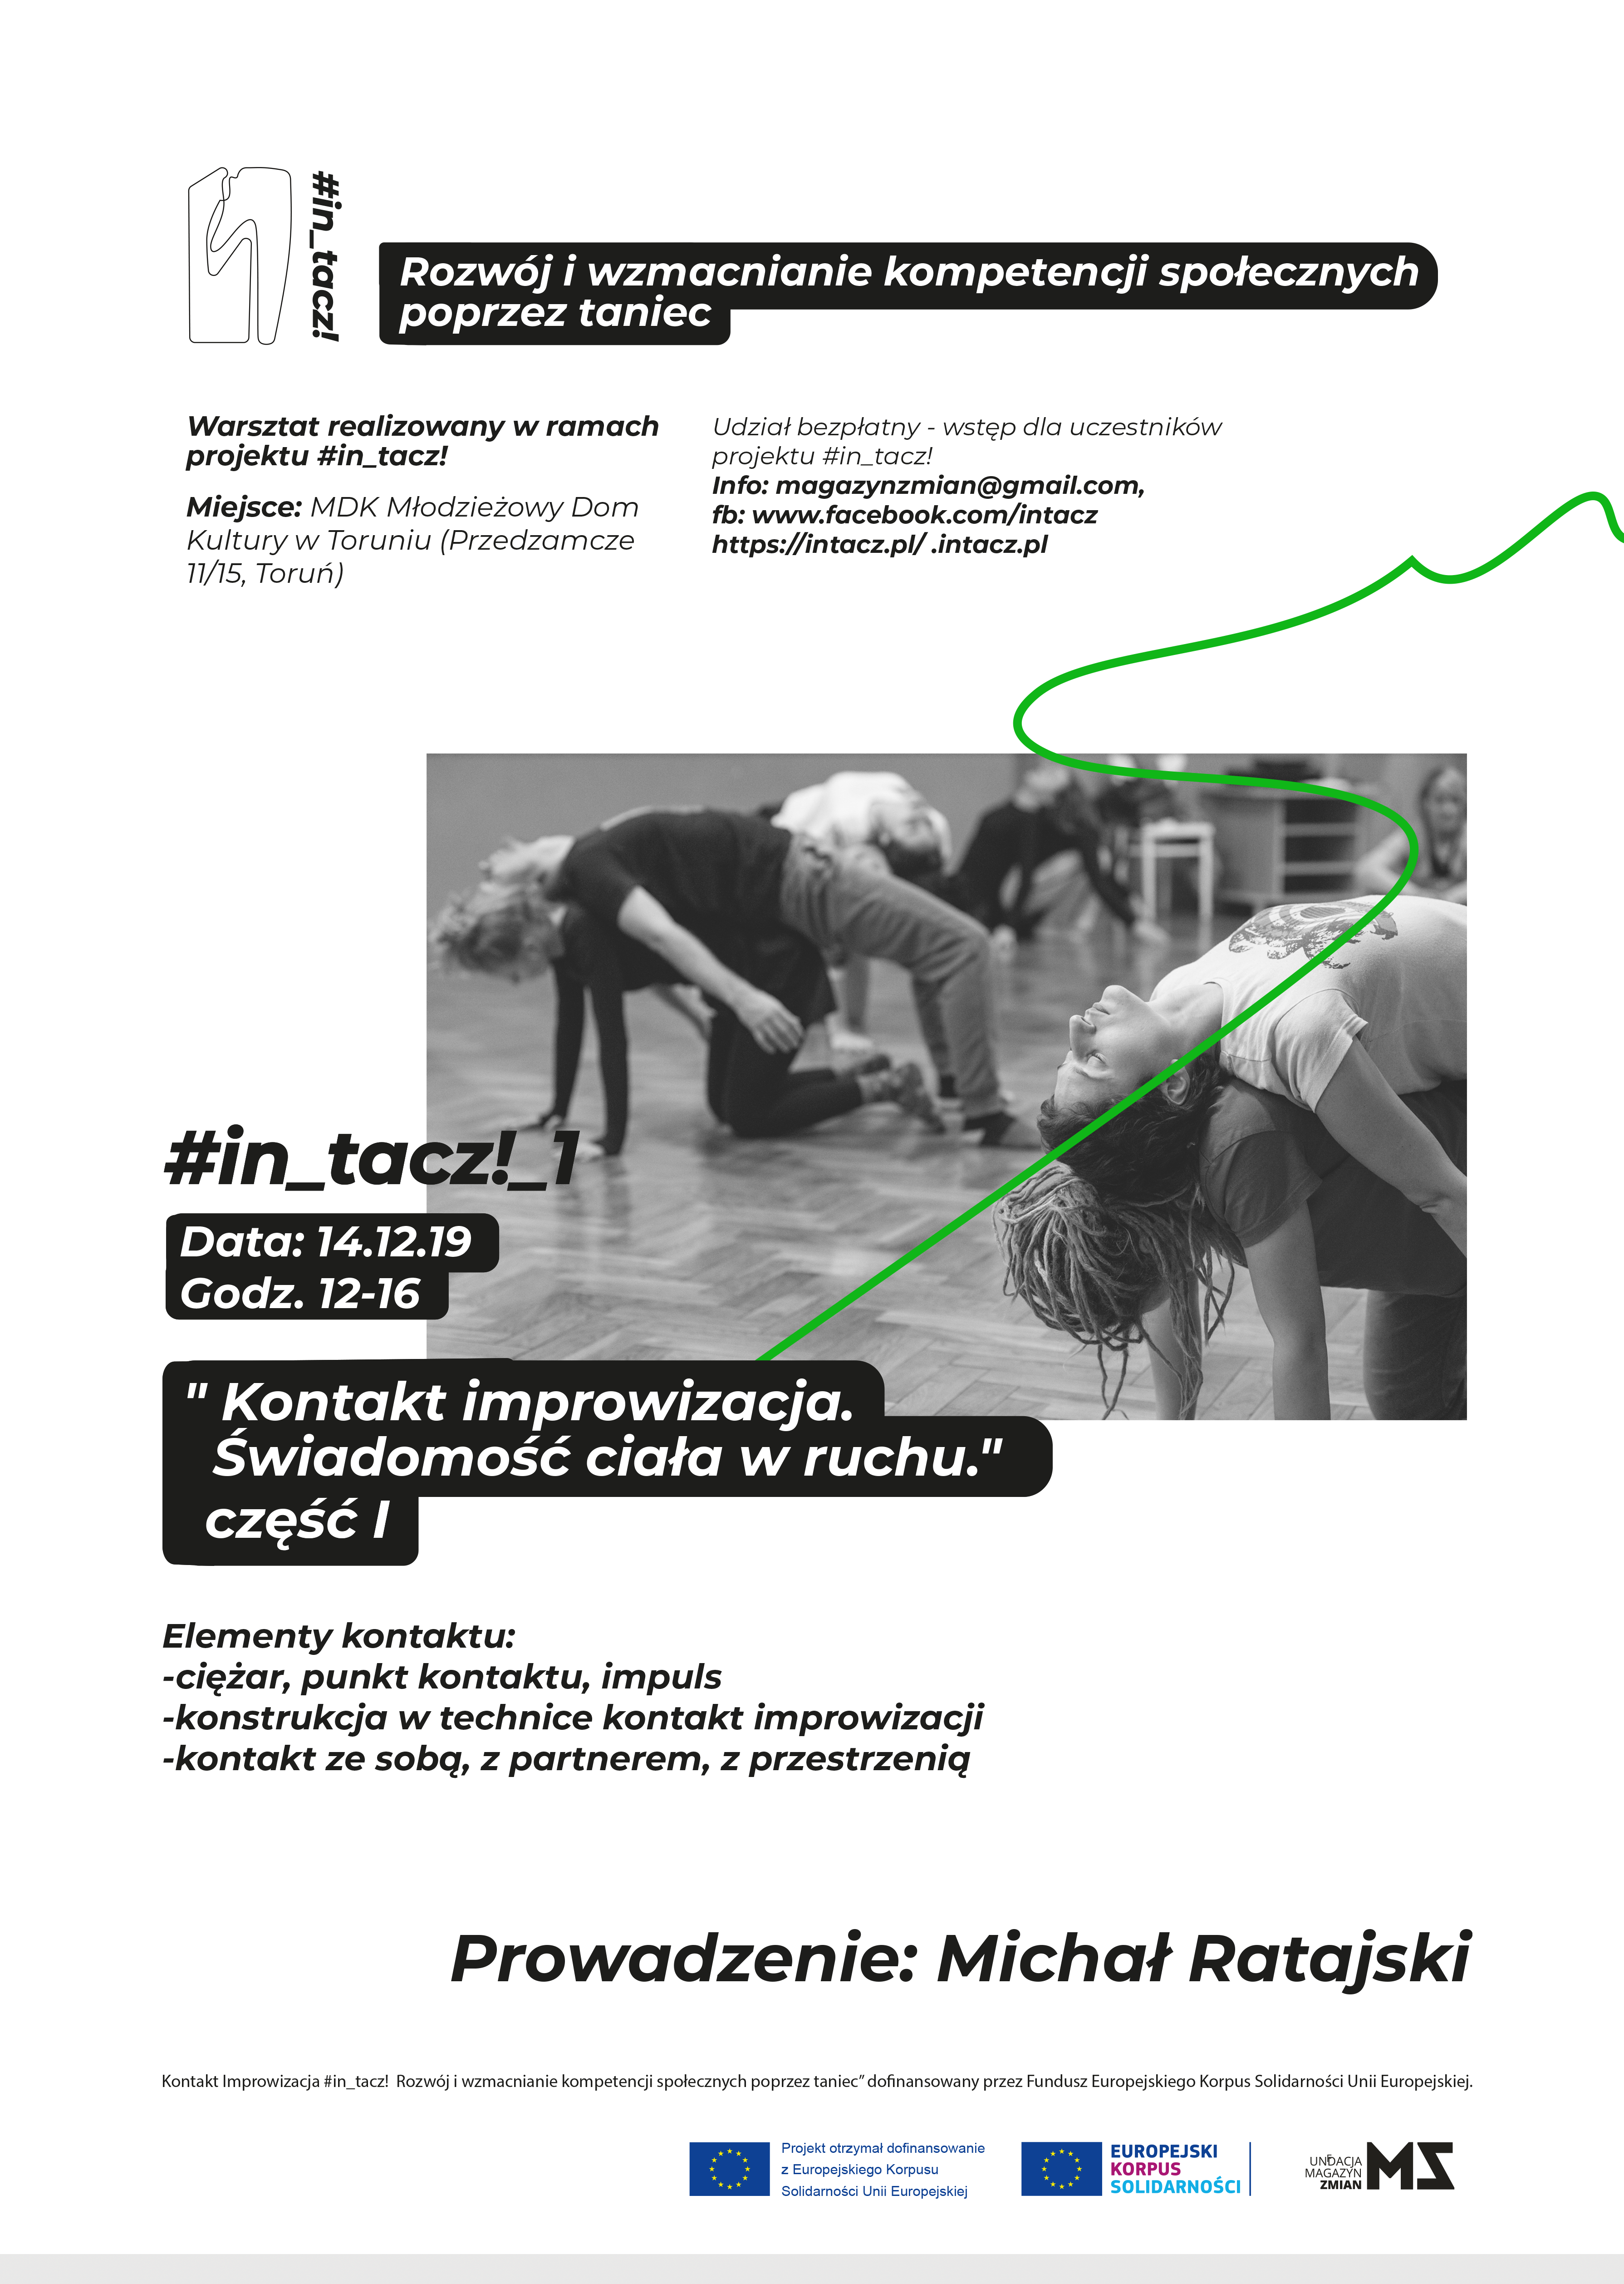 #in_tacz!
Rozwój i wzmacnianie kompetencji społecznych
poprzez taniec
Warsztat realizowany w ramach
projektu #in_tacz!
Miejsce: MDK Młodzieżowy Dom
Kultury w Toruniu (Przedzamcze
11/15, Toruń)
Udział bezpłatny - wstęp dla uczestników
projektu #in_tacz!
Info: magazynzmian@gmail.com,
fb: www.facebook.com/intacz
https://intacz.pl/ .intacz.pl
#in_tacz!_1
Data: 14.12.19
Godz. 12-16
" Kontakt improwizacja.
Świadomość ciała w ruchu."
część I
Elementy kontaktu:
-ciężar, punkt kontaktu, impuls
-konstrukcja w technice kontakt improwizacji
-kontakt ze sobą, z partnerem, z przestrzenią
Prowadzenie: Michał Ratajski
Kontakt Improwizacja #in_tacz! Rozwój i wzmacnianie kompetencji społecznych poprzez taniec” dofinansowany przez Fundusz Europejskiego Korpus Solidarności Unii Europejskiej.
Projekt otrzymał dofinansowanie
z Europejskiego Korpusu
Solidarności Unii Europejskiej
EUROPEJSKI
KORPUS
SOLIDARNOŚCI
FUNDACJA
MAGAZYN
ZMIAN
MZ